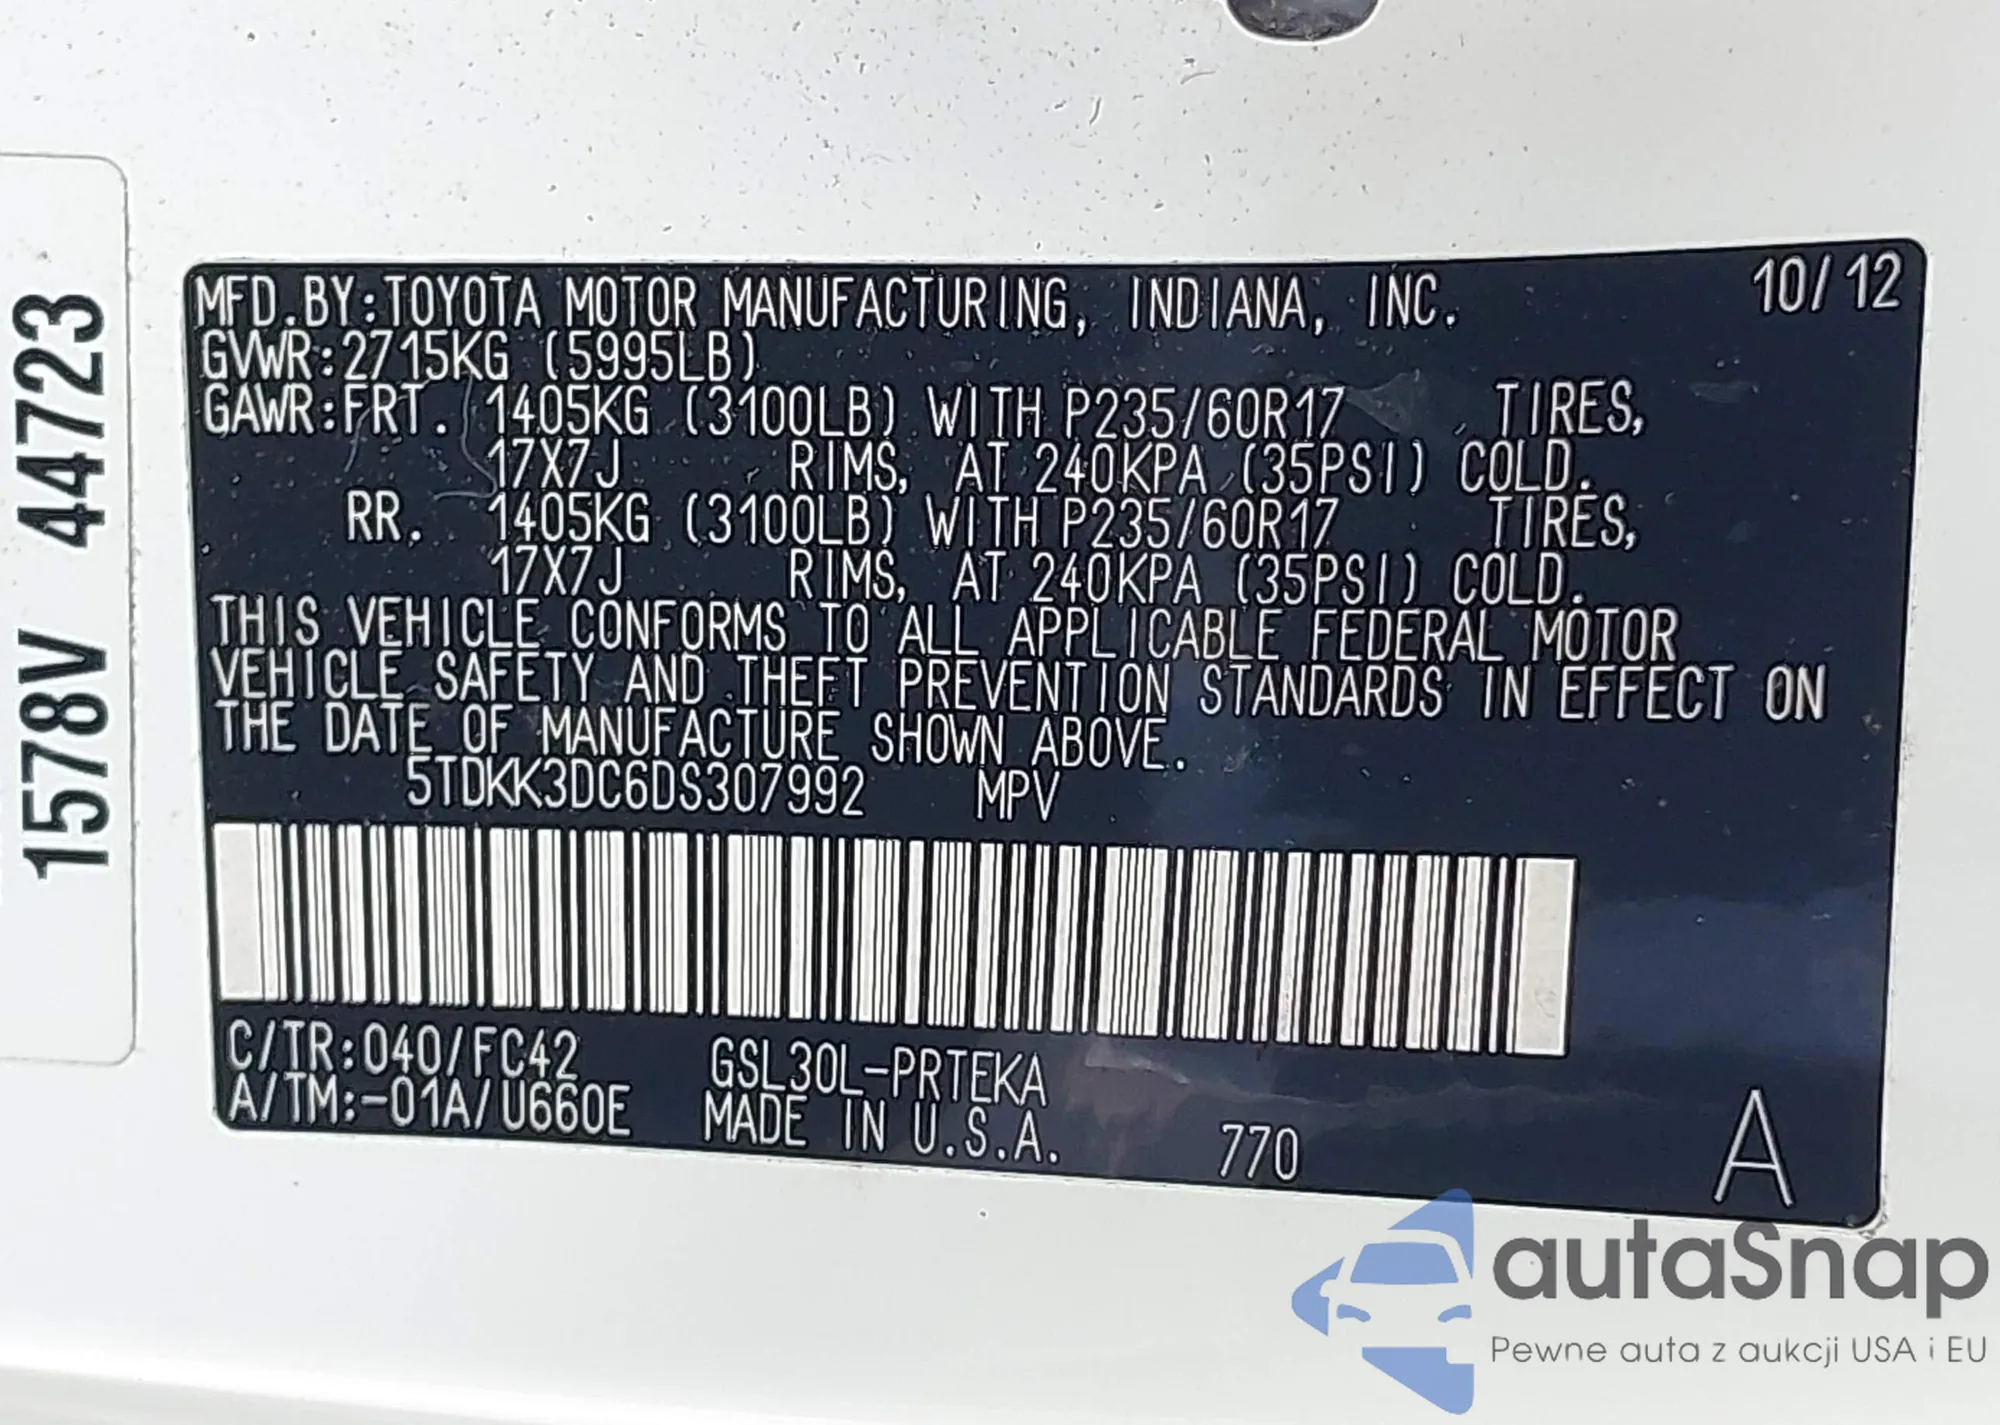 1578V 44723
MFD.BY:TOYOTA MOTOR MANUFACTURING, INDIANA, INC. 10/12
GVWR:2715KG (5995LB)
GAWR:FRT. 1405KG (3100LB) WITH P235/60R17 TIRES,
17X7J RIMS, AT 240KPA (35PSI) COLD.
RR. 1405KG (3100LB) WITH P235/60R17 TIRES,
17X7J RIMS, AT 240KPA (35PSI) COLD.
THIS VEHICLE CONFORMS TO ALL APPLICABLE FEDERAL MOTOR
VEHICLE SAFETY AND THEFT PREVENTION STANDARDS IN EFFECT ON
THE DATE OF MANUFACTURE SHOWN ABOVE.
5TDKK3DC6DS307992 MPV
C/TR:040/FC42 GSL30L-PRTEKA
A/TM:-01A/U660E MADE IN U.S.A. 770 A
autaSnap
Pewne auta z aukcji USA i EU